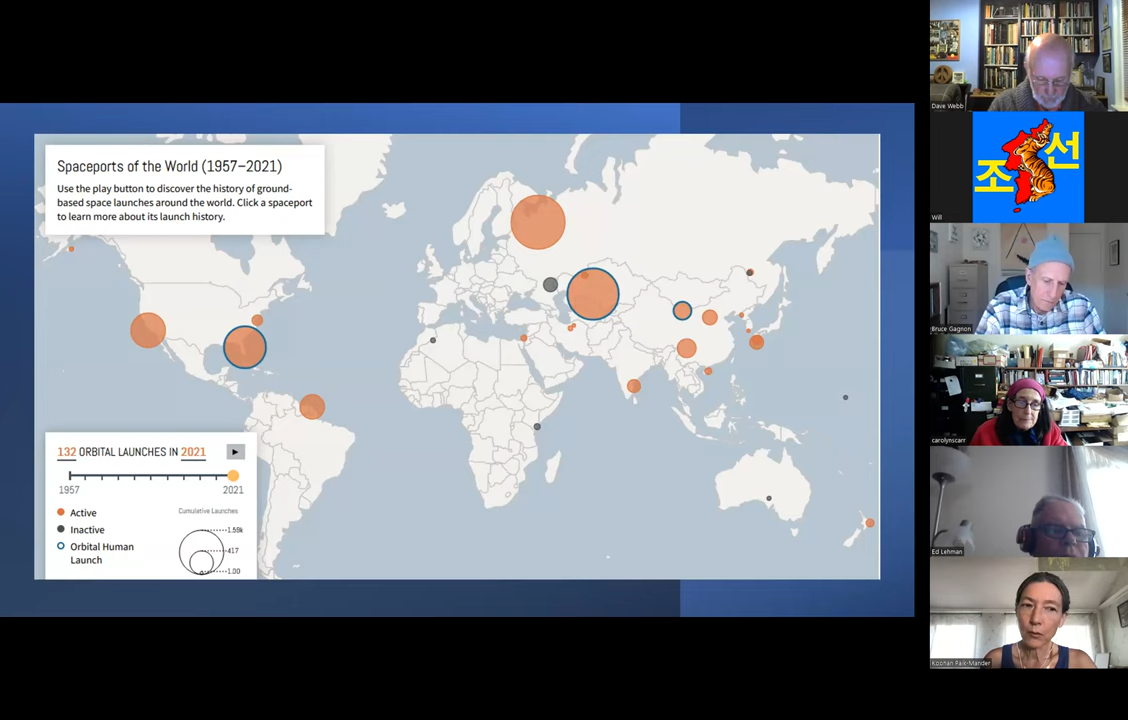 Spaceports of the World (1957–2021)
Use the play button to discover the history of ground-
based space launches around the world. Click a spaceport
to learn more about its launch history.
132 ORBITAL LAUNCHES IN 2021
1957
2021
Active
Inactive
Orbital Human
Launch
Cumulative Launches
1.59k
417
1.00
Dave Webb
조선
Will
Bruce Gagnon
carolynscarr
Ed Lehman
Koohan Paik-Mander